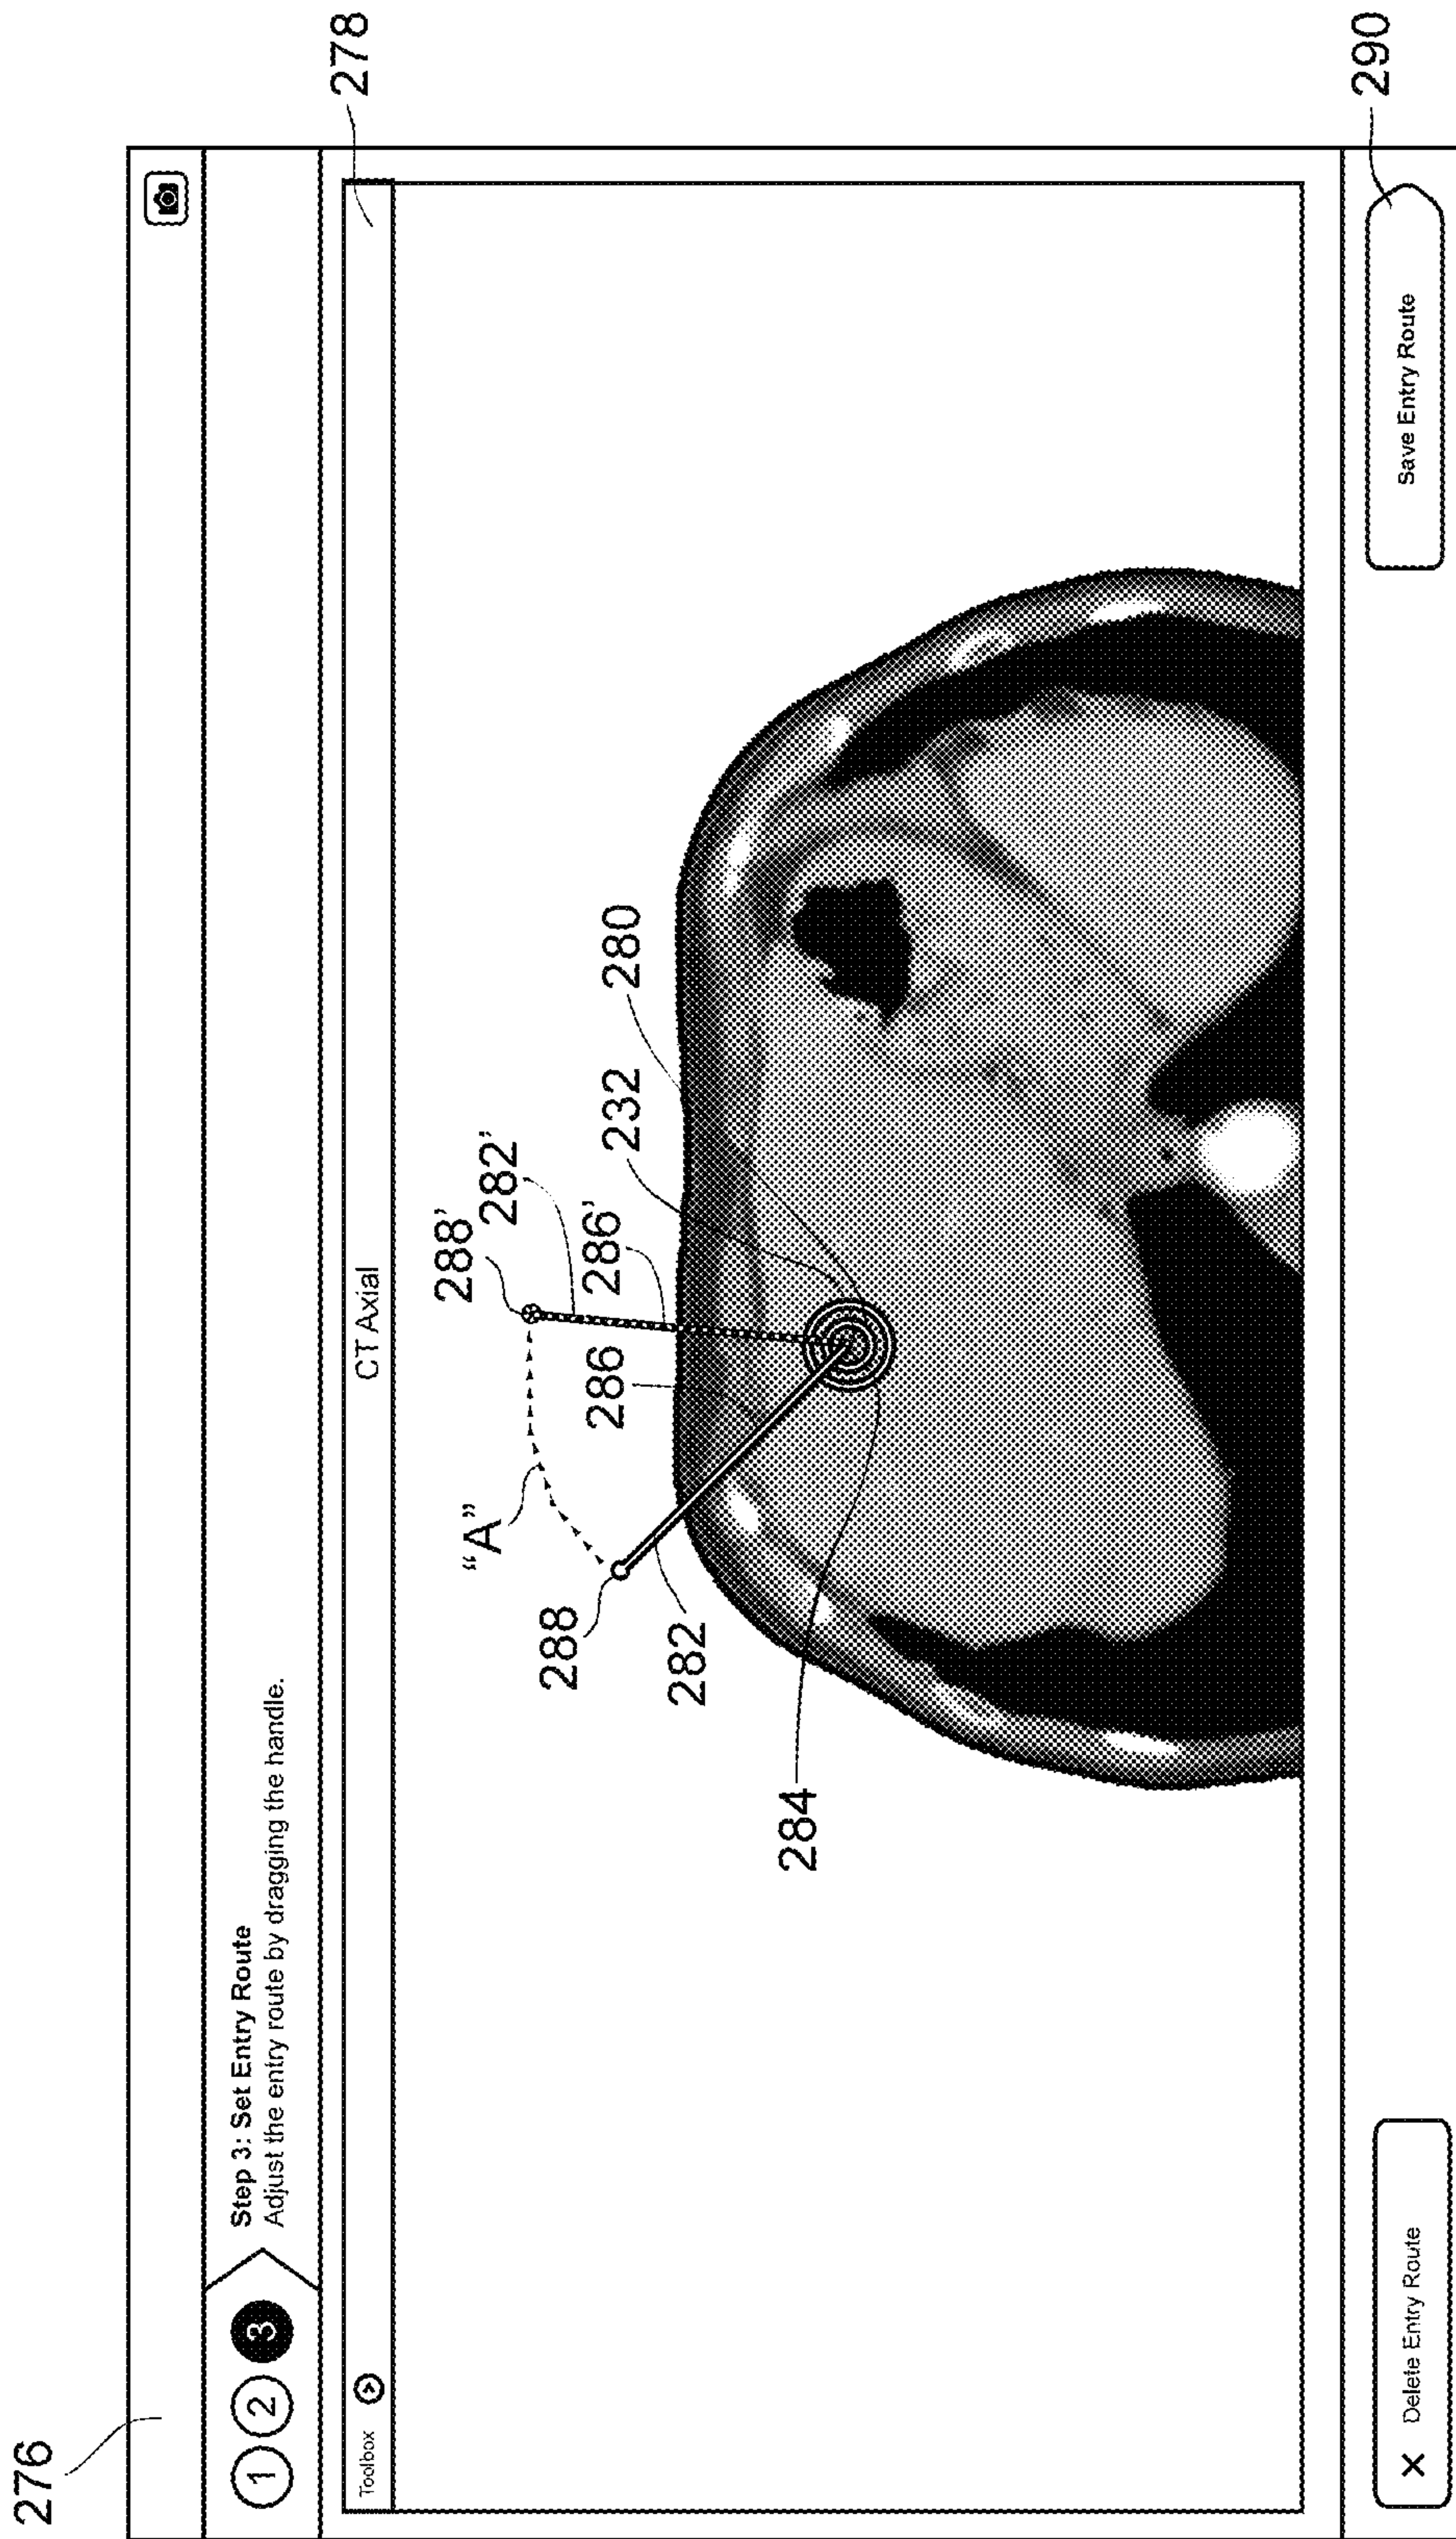 276
1 2 3
Step 3: Set Entry Route
Adjust the entry route by dragging the handle.
278
Toolbox
CT Axial
288’
282’
“A”
286’
286
232
280
288
282
284
290
X Delete Entry Route
Save Entry Route